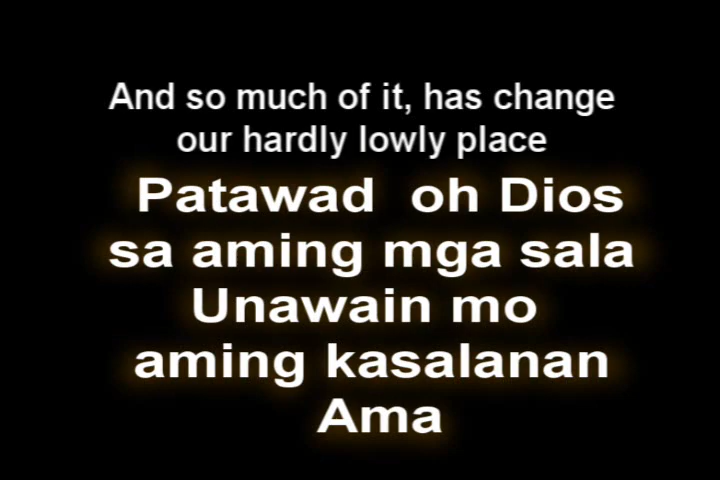 And so much of it, has change
our hardly lowly place
Patawad oh Dios
sa aming mga sala
Unawain mo
aming kasalanan
Ama